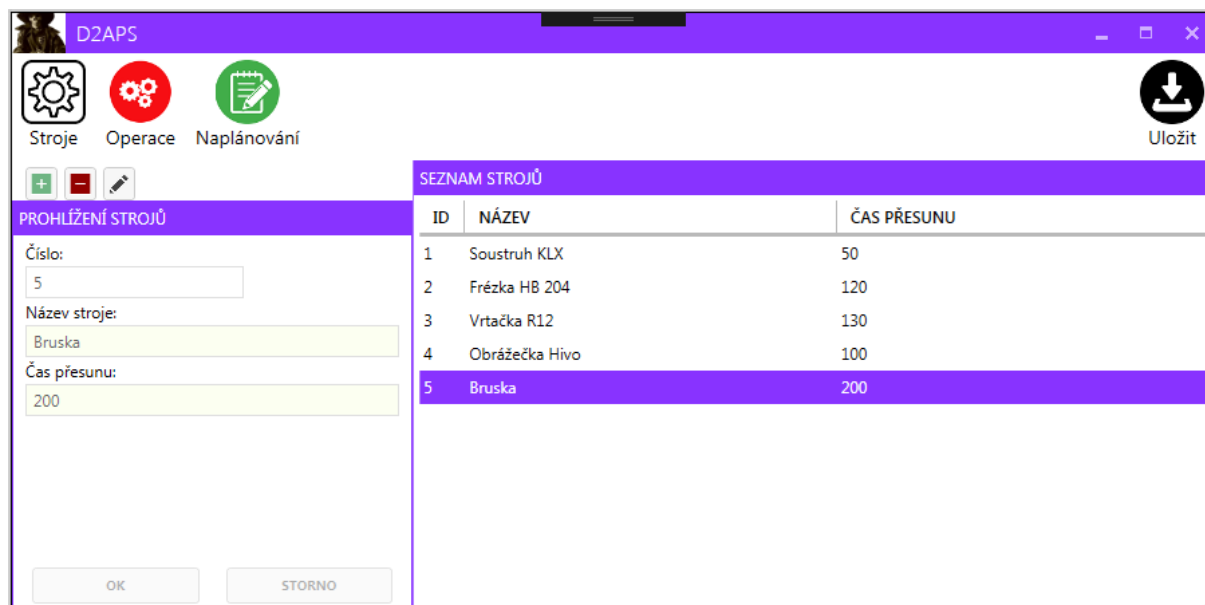 D2APS
Stroje Operace Naplánování Uložit
PROHLÍŽENÍ STROJŮ
Číslo:
5
Název stroje:
Bruska
Čas přesunu:
200
OK STORNO
SEZNAM STROJŮ
ID NÁZEV ČAS PŘESUNU
1 Soustruh KLX 50
2 Frézka HB 204 120
3 Vrtačka R12 130
4 Obrážečka Hivo 100
5 Bruska 200